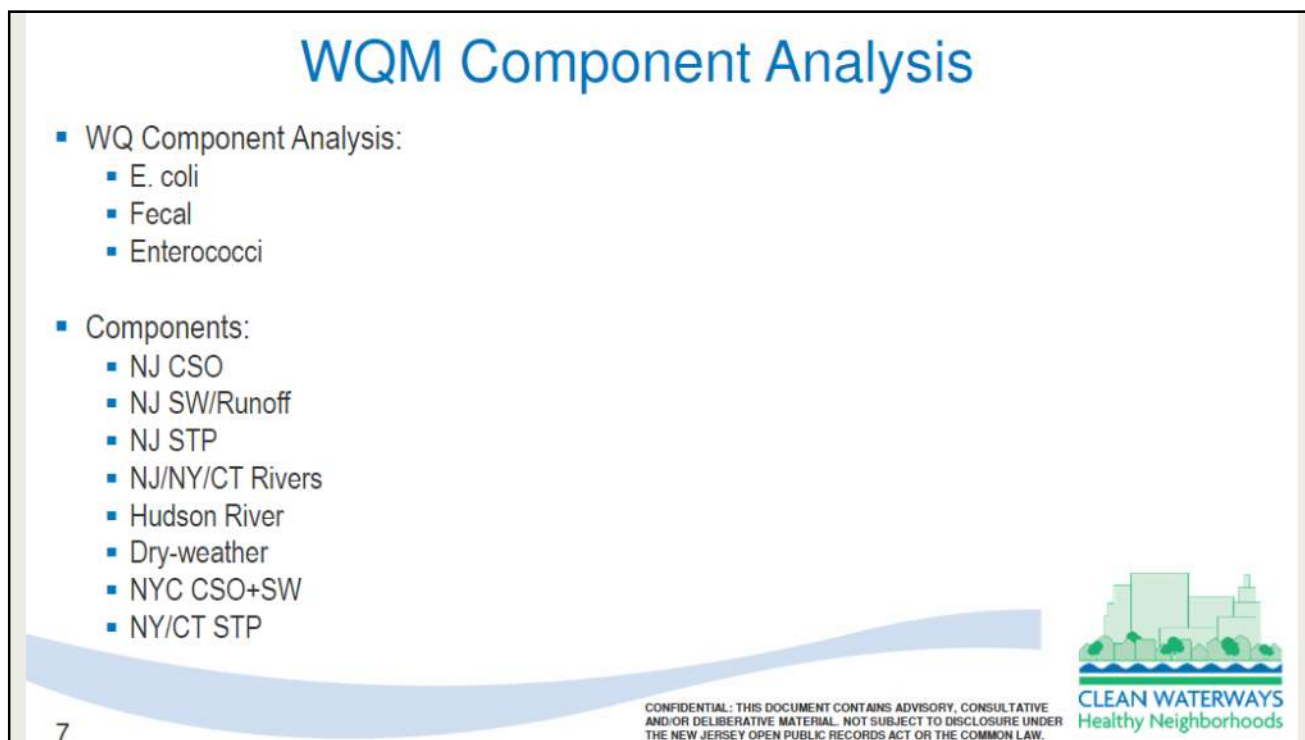 WQM Component Analysis
▪ WQ Component Analysis:
▪ E. coli
▪ Fecal
▪ Enterococci
▪ Components:
▪ NJ CSO
▪ NJ SW/Runoff
▪ NJ STP
▪ NJ/NY/CT Rivers
▪ Hudson River
▪ Dry-weather
▪ NYC CSO+SW
▪ NY/CT STP
7
CONFIDENTIAL: THIS DOCUMENT CONTAINS ADVISORY, CONSULTATIVE
AND/OR DELIBERATIVE MATERIAL. NOT SUBJECT TO DISCLOSURE UNDER
THE NEW JERSEY OPEN PUBLIC RECORDS ACT OR THE COMMON LAW.
CLEAN WATERWAYS
Healthy Neighborhoods